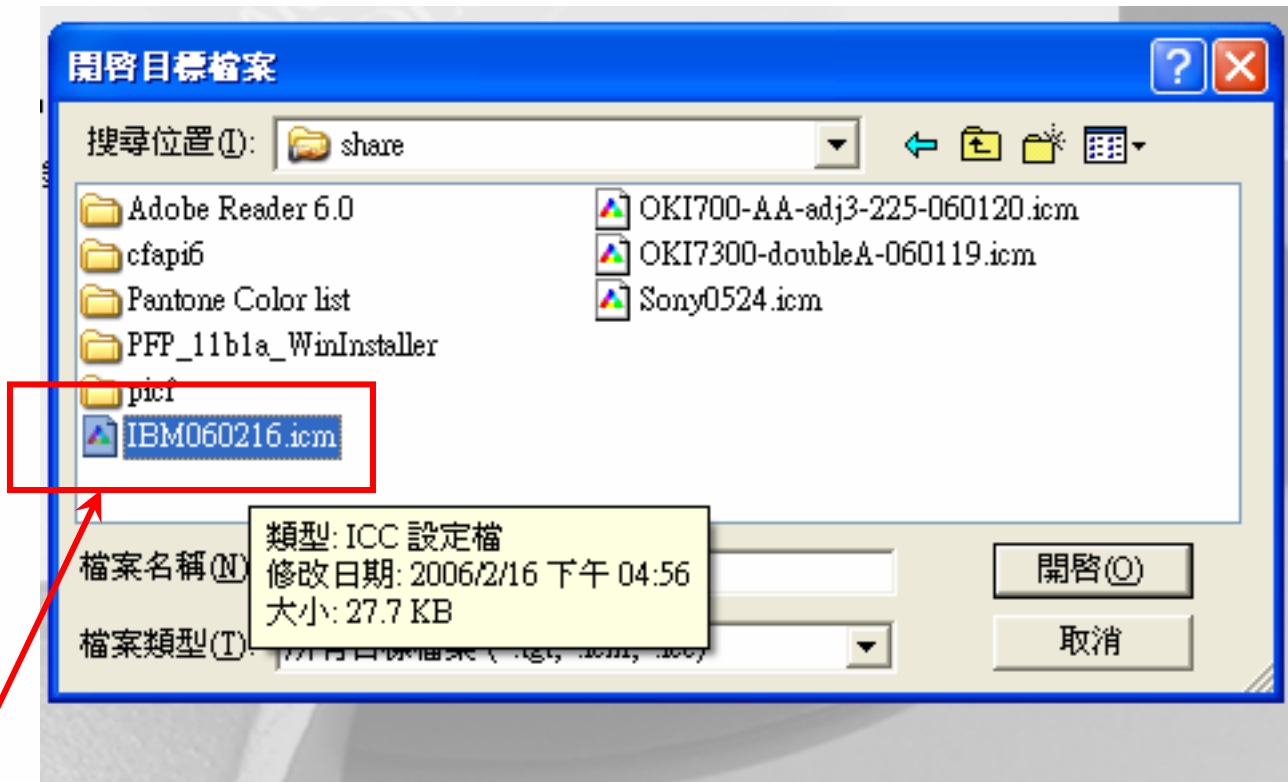 開啓目標檔案
搜尋位置(I): share
Adobe Reader 6.0
cfapi6
Pantone Color list
PFP_11b1a_WinInstaller
picf
IBM060216.icm
OKI700-AA-adj3-225-060120.icm
OKI7300-doubleA-060119.icm
Sony0524.icm
類型: ICC 設定檔
修改日期: 2006/2/16 下午 04:56
大小: 27.7 KB
檔案名稱(N) 開啓(O)
檔案類型(T): 取消